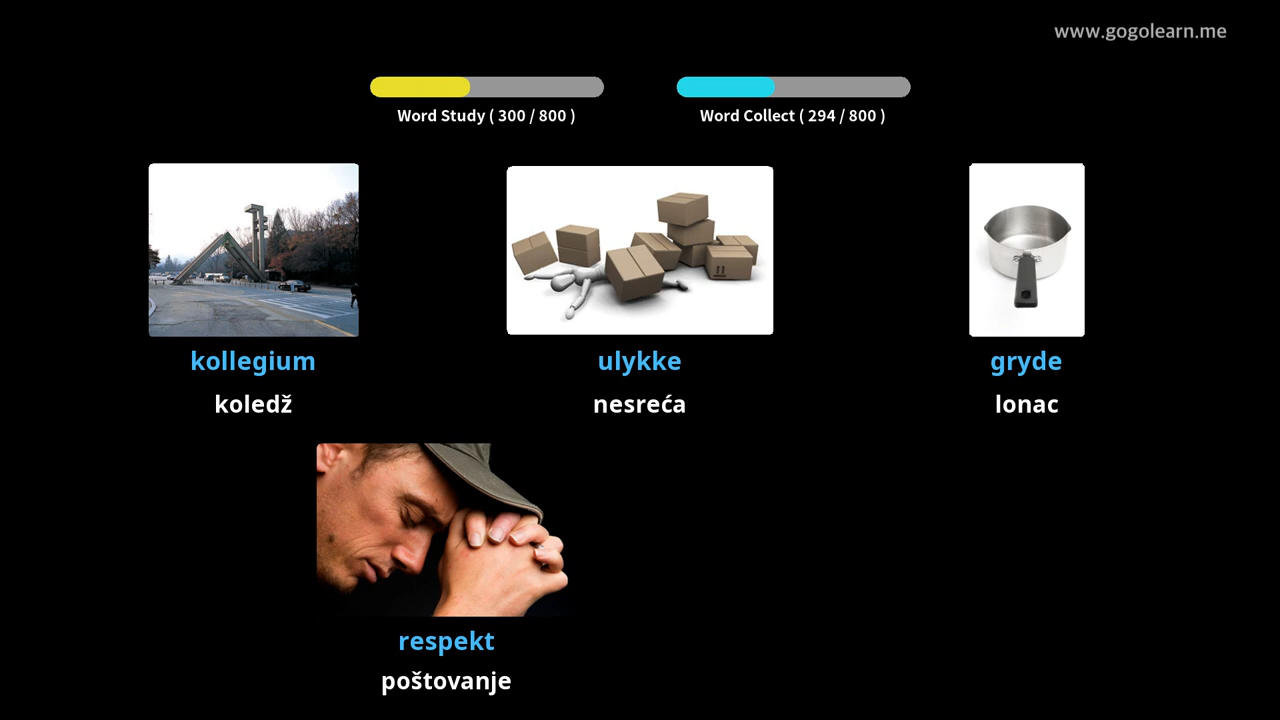 www.gogolearn.me
Word Study ( 300 / 800 )
Word Collect ( 294 / 800 )
kollegium
ulykke
gryde
koledž
nesreća
lonac
respekt
poštovanje